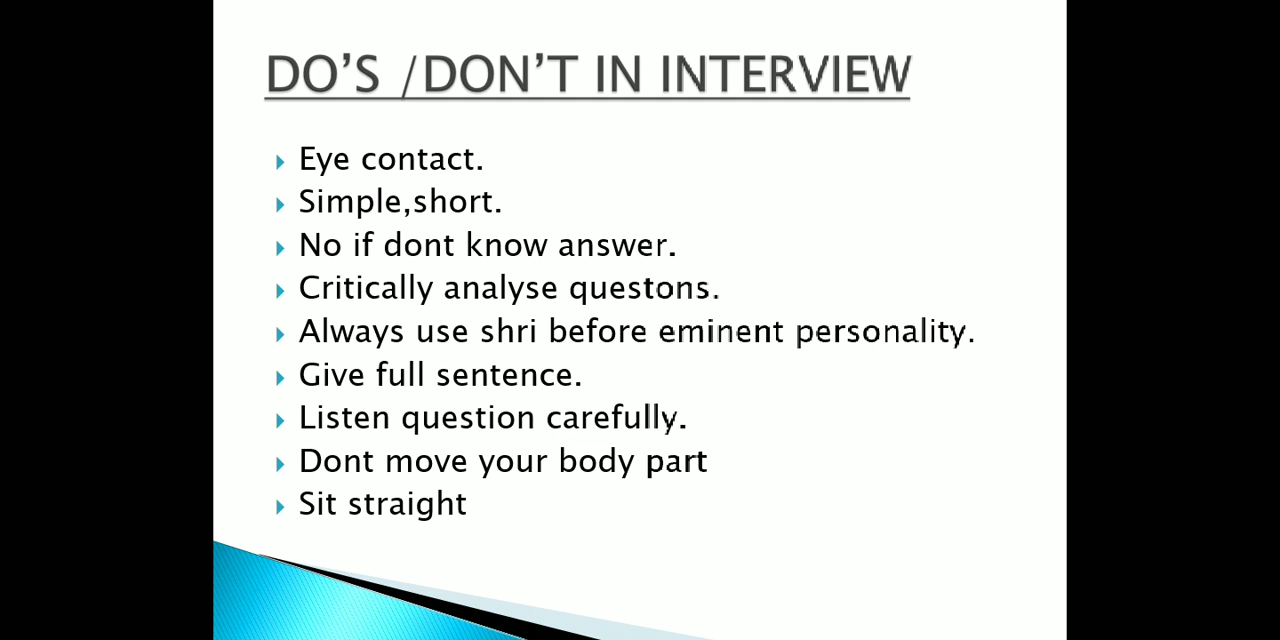 DO’S /DON’T IN INTERVIEW
Eye contact.
Simple,short.
No if dont know answer.
Critically analyse questons.
Always use shri before eminent personality.
Give full sentence.
Listen question carefully.
Dont move your body part
Sit straight